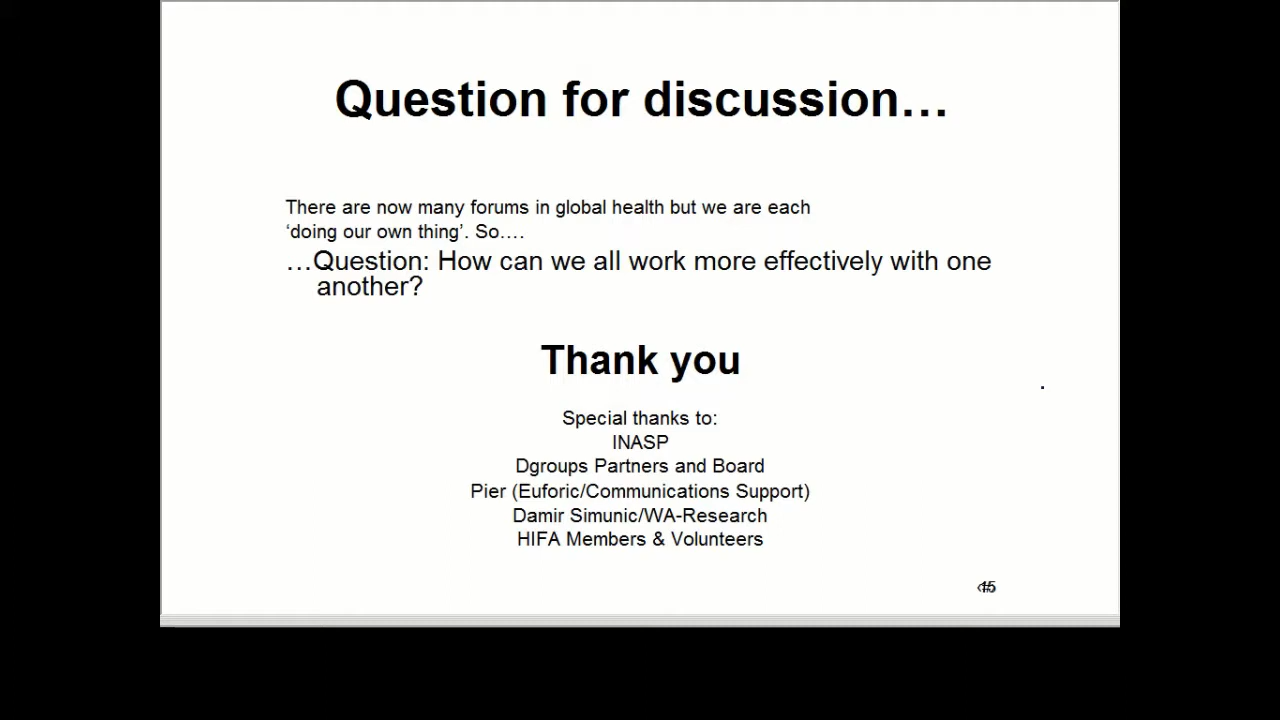 Question for discussion…
There are now many forums in global health but we are each
‘doing our own thing’. So….
…Question: How can we all work more effectively with one
another?
Thank you
Special thanks to:
INASP
Dgroups Partners and Board
Pier (Euforic/Communications Support)
Damir Simunic/WA-Research
HIFA Members & Volunteers